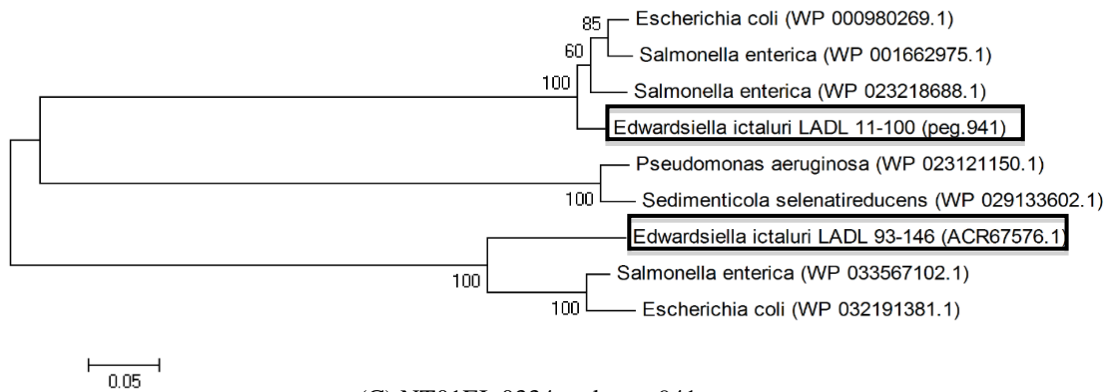 Escherichia coli (WP 000980269.1)
85
Salmonella enterica (WP 001662975.1)
60
100
Salmonella enterica (WP 023218688.1)
Edwardsiella ictaluri LADL 11-100 (peg.941)
Pseudomonas aeruginosa (WP 023121150.1)
100
Sedimenticola selenatireducens (WP 029133602.1)
Edwardsiella ictaluri LADL 93-146 (ACR67576.1)
100
Salmonella enterica (WP 033567102.1)
100
Escherichia coli (WP 032191381.1)
0.05